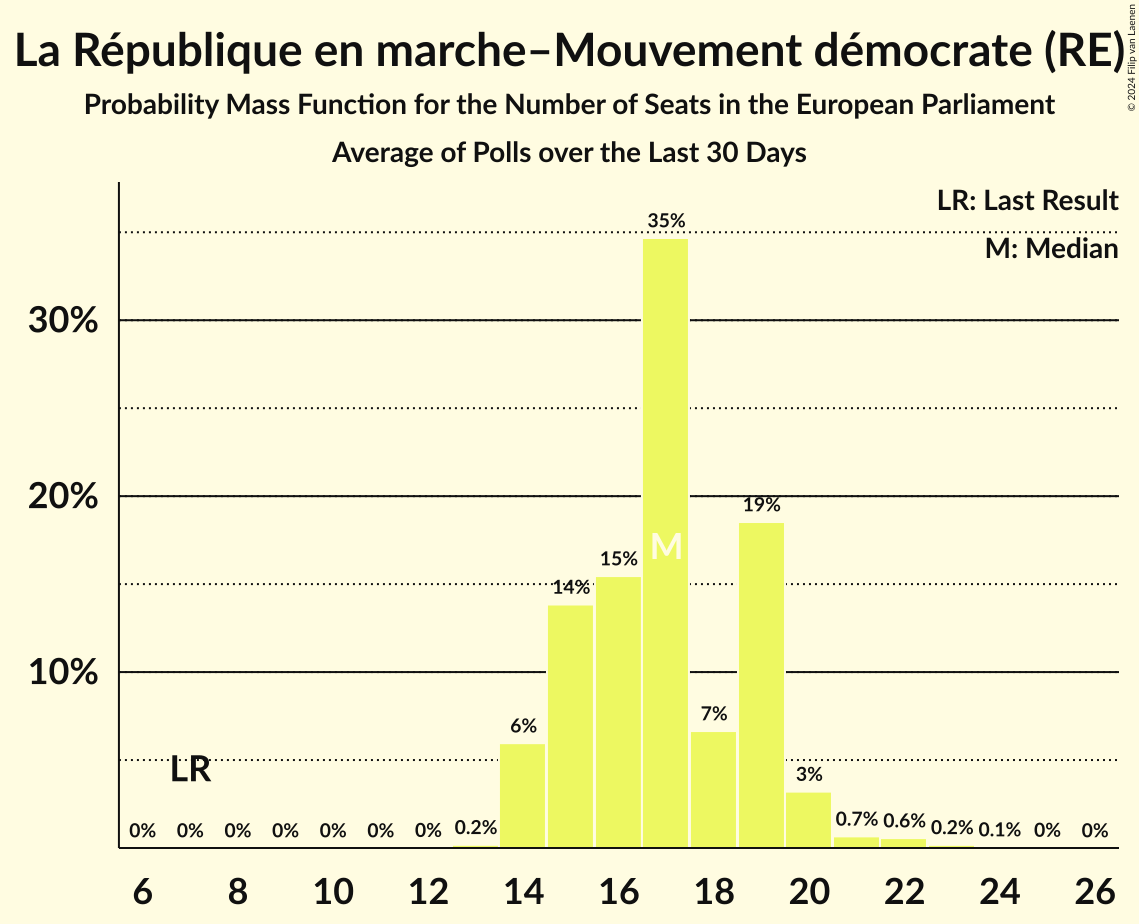 La République en marche–Mouvement démocrate (RE)
© 2024 Filip van Laenen
Probability Mass Function for the Number of Seats in the European Parliament
Average of Polls over the Last 30 Days
LR: Last Result
M: Median
35%
30%
20%
19%
M
15%
14%
10%
7%
6%
LR
3%
0% 0% 0% 0% 0% 0% 0% 0.2% 0.7% 0.6% 0.2% 0.1% 0% 0%
6 8 10 12 14 16 18 20 22 24 26